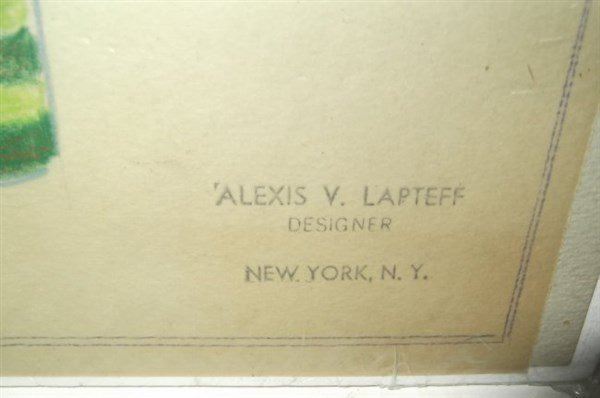 ALEXIS V. LAPTEFF
DESIGNER
NEW YORK, N. Y.